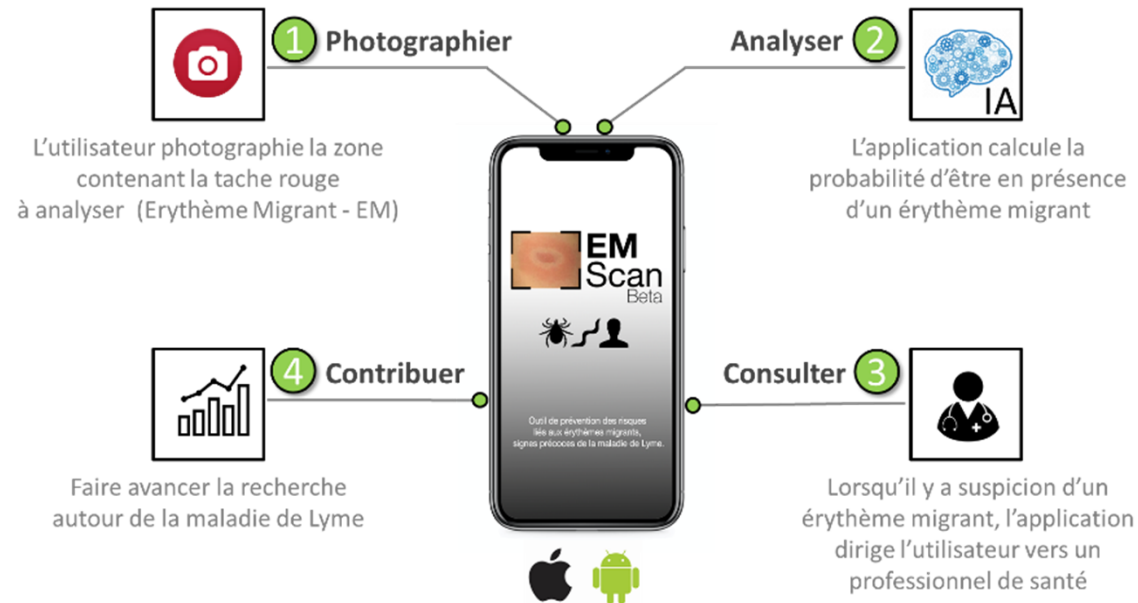 1 Photographier
L'utilisateur photographie la zone
contenant la tache rouge
à analyser (Erythème Migrant - EM)
Analyser 2
IA
L'application calcule la
probabilité d'être en présence
d'un érythème migrant
EM
Scan
Beta
Outil de prévention des risques
liés aux érythèmes migrants,
signes précoces de la maladie de Lyme.
Consulter 3
Lorsqu'il y a suspicion d'un
érythème migrant, l'application
dirige l'utilisateur vers un
professionnel de santé
4 Contribuer
Faire avancer la recherche
autour de la maladie de Lyme